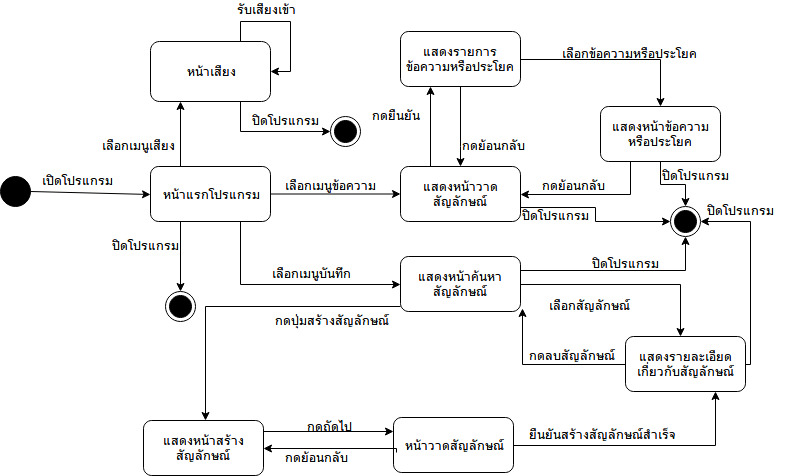 รับเสียงเข้า
หน้าเสียง
แสดงรายการ
ข้อความหรือประโยค
เลือกข้อความหรือประโยค
กดยืนยัน
ปิดโปรแกรม
แสดงหน้าข้อความ
หรือประโยค
เลือกเมนูเสียง
กดย้อนกลับ
เปิดโปรแกรม
หน้าแรกโปรแกรม
เลือกเมนูข้อความ
แสดงหน้าวาด
สัญลักษณ์
กดย้อนกลับ
ปิดโปรแกรม
ปิดโปรแกรม
ปิดโปรแกรม
ปิดโปรแกรม
เลือกเมนูบันทึก
แสดงหน้าค้นหา
สัญลักษณ์
ปิดโปรแกรม
เลือกสัญลักษณ์
กดปุ่มสร้างสัญลักษณ์
กดลบสัญลักษณ์
แสดงรายละเอียด
เกี่ยวกับสัญลักษณ์
แสดงหน้าสร้าง
สัญลักษณ์
กดถัดไป
กดย้อนกลับ
หน้าวาดสัญลักษณ์
ยืนยันสร้างสัญลักษณ์สำเร็จ